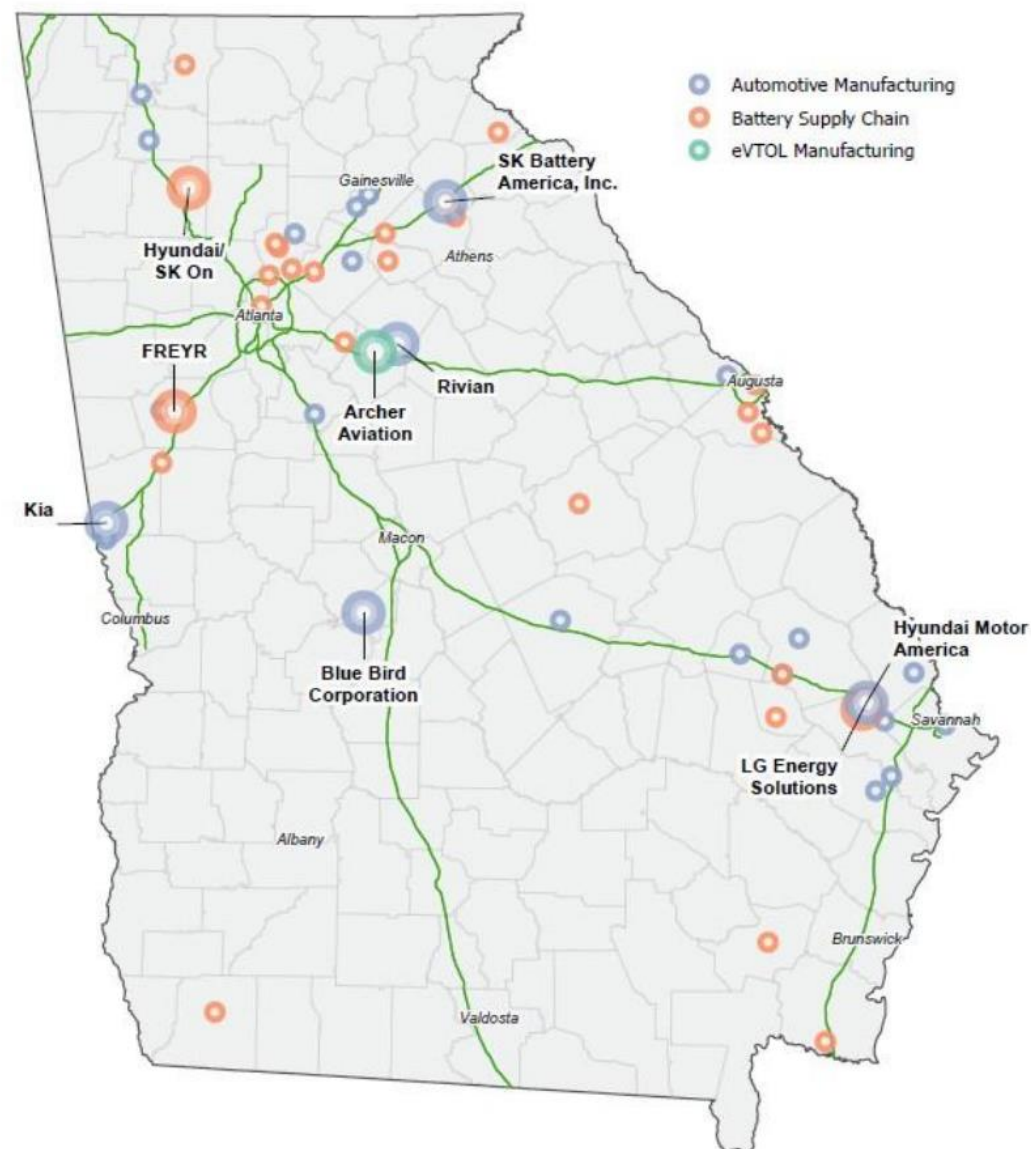 Automotive Manufacturing
Battery Supply Chain
eVTOL Manufacturing
SK Battery
America, Inc.
Gainesville
Hyundai/
SK On
Athens
Atlanta
FREYR
Rivian
Augusta
Archer
Aviation
Kia
Macon
Columbus
Hyundai Motor
America
Blue Bird
Corporation
Savannah
LG Energy
Solutions
Albany
Brunswick
Valdosta